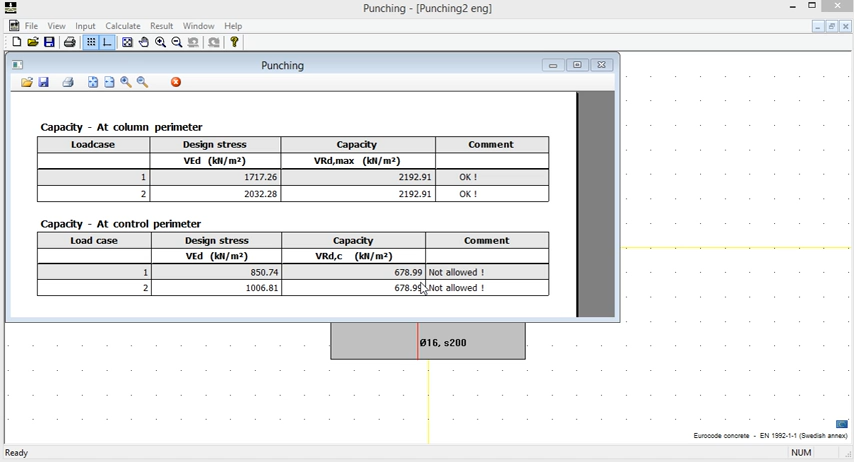 Punching - [Punching2 eng]
File View Input Calculate Result Window Help
Punching
Capacity - At column perimeter
Loadcase Design stress Capacity Comment
VEd (kN/m²) VRd,max (kN/m²)
1 1717.26 2192.91 OK !
2 2032.28 2192.91 OK !
Capacity - At control perimeter
Load case Design stress Capacity Comment
VEd (kN/m²) VRd,c (kN/m²)
1 850.74 678.99 Not allowed !
2 1006.81 678.99 Not allowed !
Ø16, s200
Eurocode concrete - EN 1992-1-1 (Swedish annex)
Ready NUM